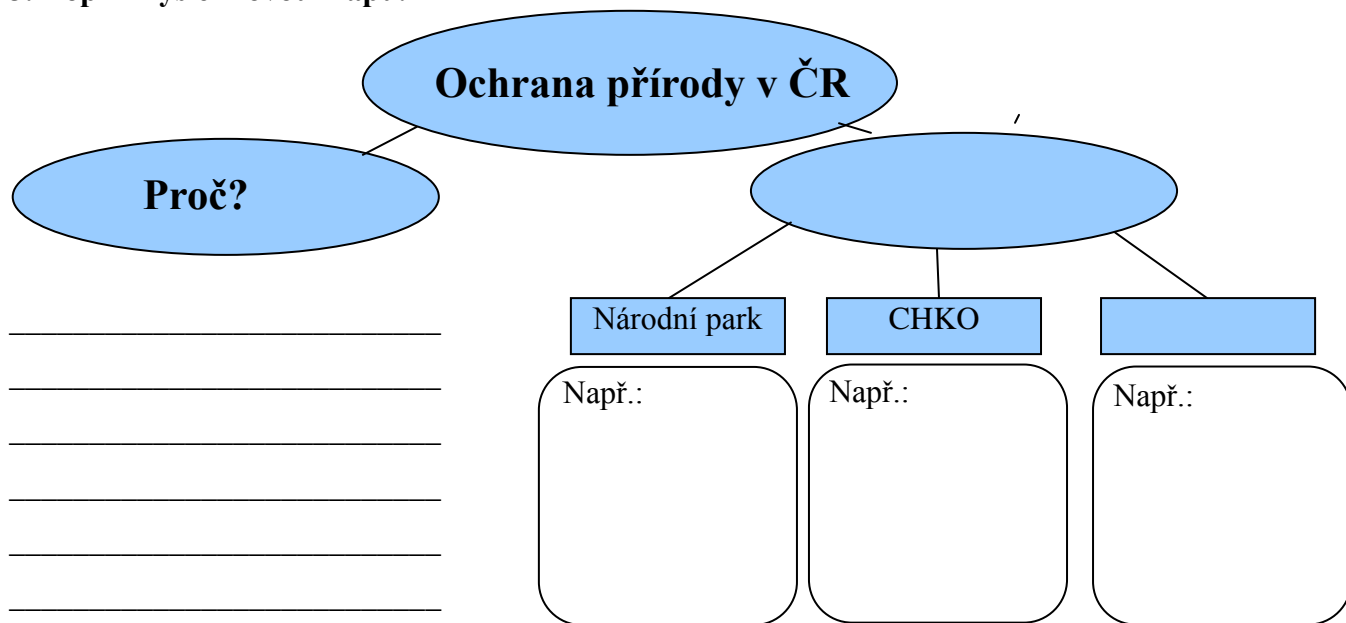 Ochrana přírody v ČR
Proč?
Národní park
CHKO
Např.:
Např.:
Např.: